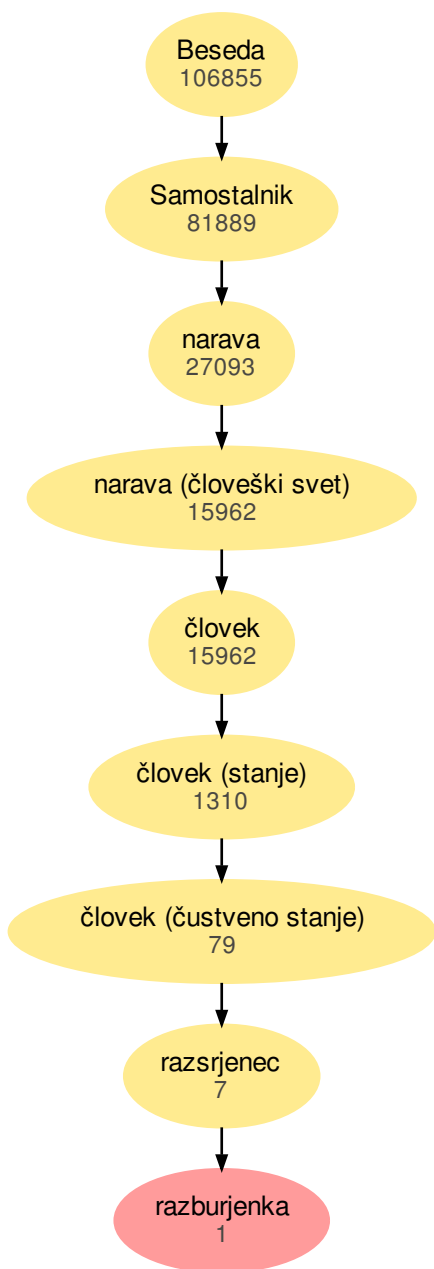 Beseda
106855
Samostalnik
81889
narava
27093
narava (človeški svet)
15962
človek
15962
človek (stanje)
1310
človek (čustveno stanje)
79
razsrjenec
7
razburjenka
1